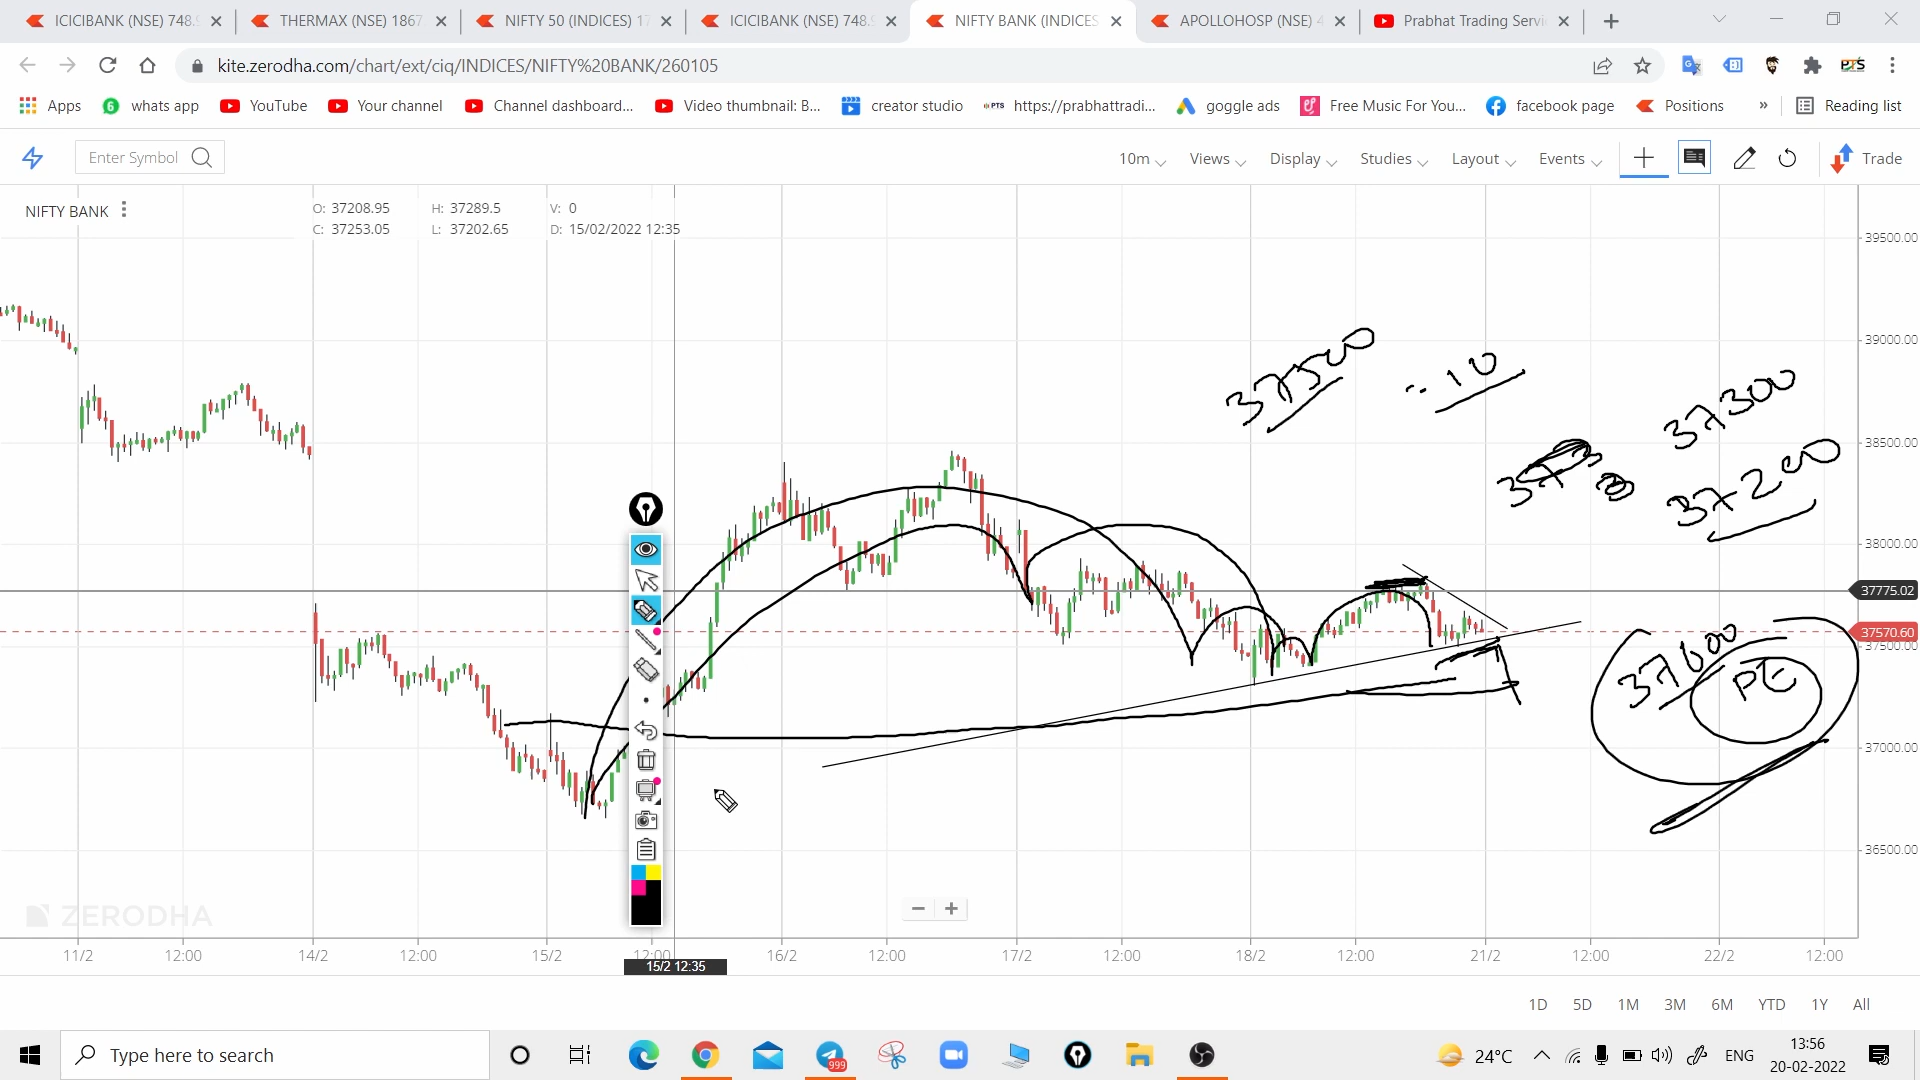 ICICIBANK (NSE) 748.9 THERMAX (NSE) 1867 NIFTY 50 (INDICES) 17 ICICIBANK (NSE) 748.9 NIFTY BANK (INDICES APOLLOHOSP (NSE) 4 Prabhat Trading Servi
kite.zerodha.com/chart/ext/ciq/INDICES/NIFTY%20BANK/260105 PTS
Apps whats app YouTube Your channel Channel dashboard... Video thumbnail: B... creator studio PTS https://prabhattradi... goggle ads Free Music For You... facebook page Positions » Reading list
Enter Symbol 10m Views Display Studies Layout Events Trade
NIFTY BANK
O: 37208.95 H: 37289.5 V: 0
C: 37253.05 L: 37202.65 D: 15/02/2022 12:35
39500.00
39000.00
38500.00
38000.00
37775.02
37570.60
37500.00
37000.00
36500.00
37500
10
37300
37200
37600
PE
ZERODHA
11/2 12:00 14/2 12:00 15/2 12:00 16/2 12:00 17/2 12:00 18/2 12:00 21/2 12:00 22/2 12:00
15/2 12:35
1D 5D 1M 3M 6M YTD 1Y All
Type here to search 999 24°C ENG 13:56
20-02-2022